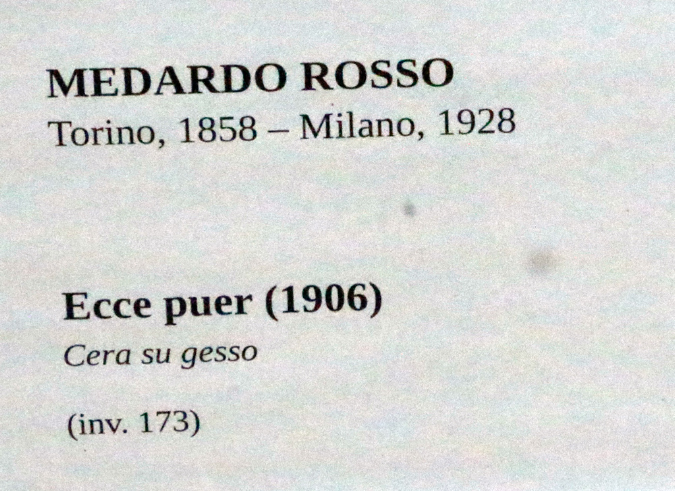 MEDARDO ROSSO
Torino, 1858 – Milano, 1928
Ecce puer (1906)
Cera su gesso
(inv. 173)